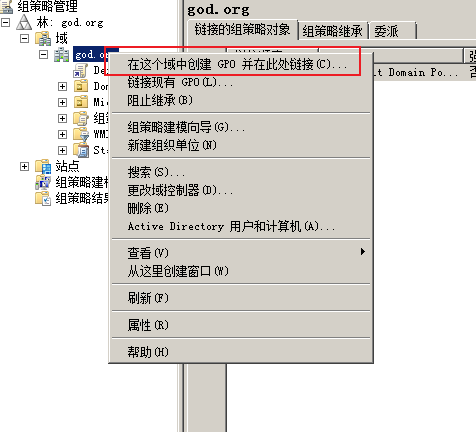 组策略管理
林: god.org
域
god.org
De
Dom
Mic
组策
WMI
Sta
站点
组策略建模
组策略结果
god.org
链接的组策略对象
组策略继承
委派
强
t Domain Po...
否
在这个域中创建 GPO 并在此处链接(C)...
链接现有 GPO(L)...
阻止继承(B)
组策略建模向导(G)...
新建组织单位(N)
搜索(S)...
更改域控制器(D)...
删除(E)
Active Directory 用户和计算机(A)...
查看(V)
从这里创建窗口(W)
刷新(F)
属性(R)
帮助(H)